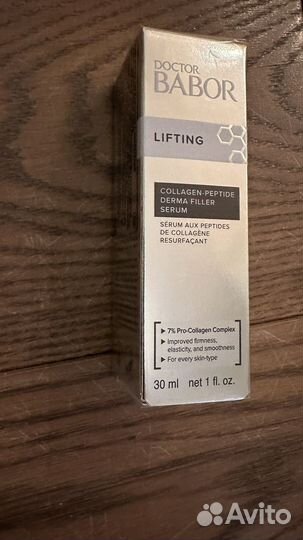 DOCTOR
BABOR
LIFTING
COLLAGEN-PEPTIDE
DERMA FILLER
SERUM
SÉRUM AUX PEPTIDES
DE COLLAGÈNE
RESURFAÇANT
7% Pro-Collagen Complex
Improved firmness,
elasticity, and smoothness
For every skin-type
30 ml net 1 fl. oz.
Avito